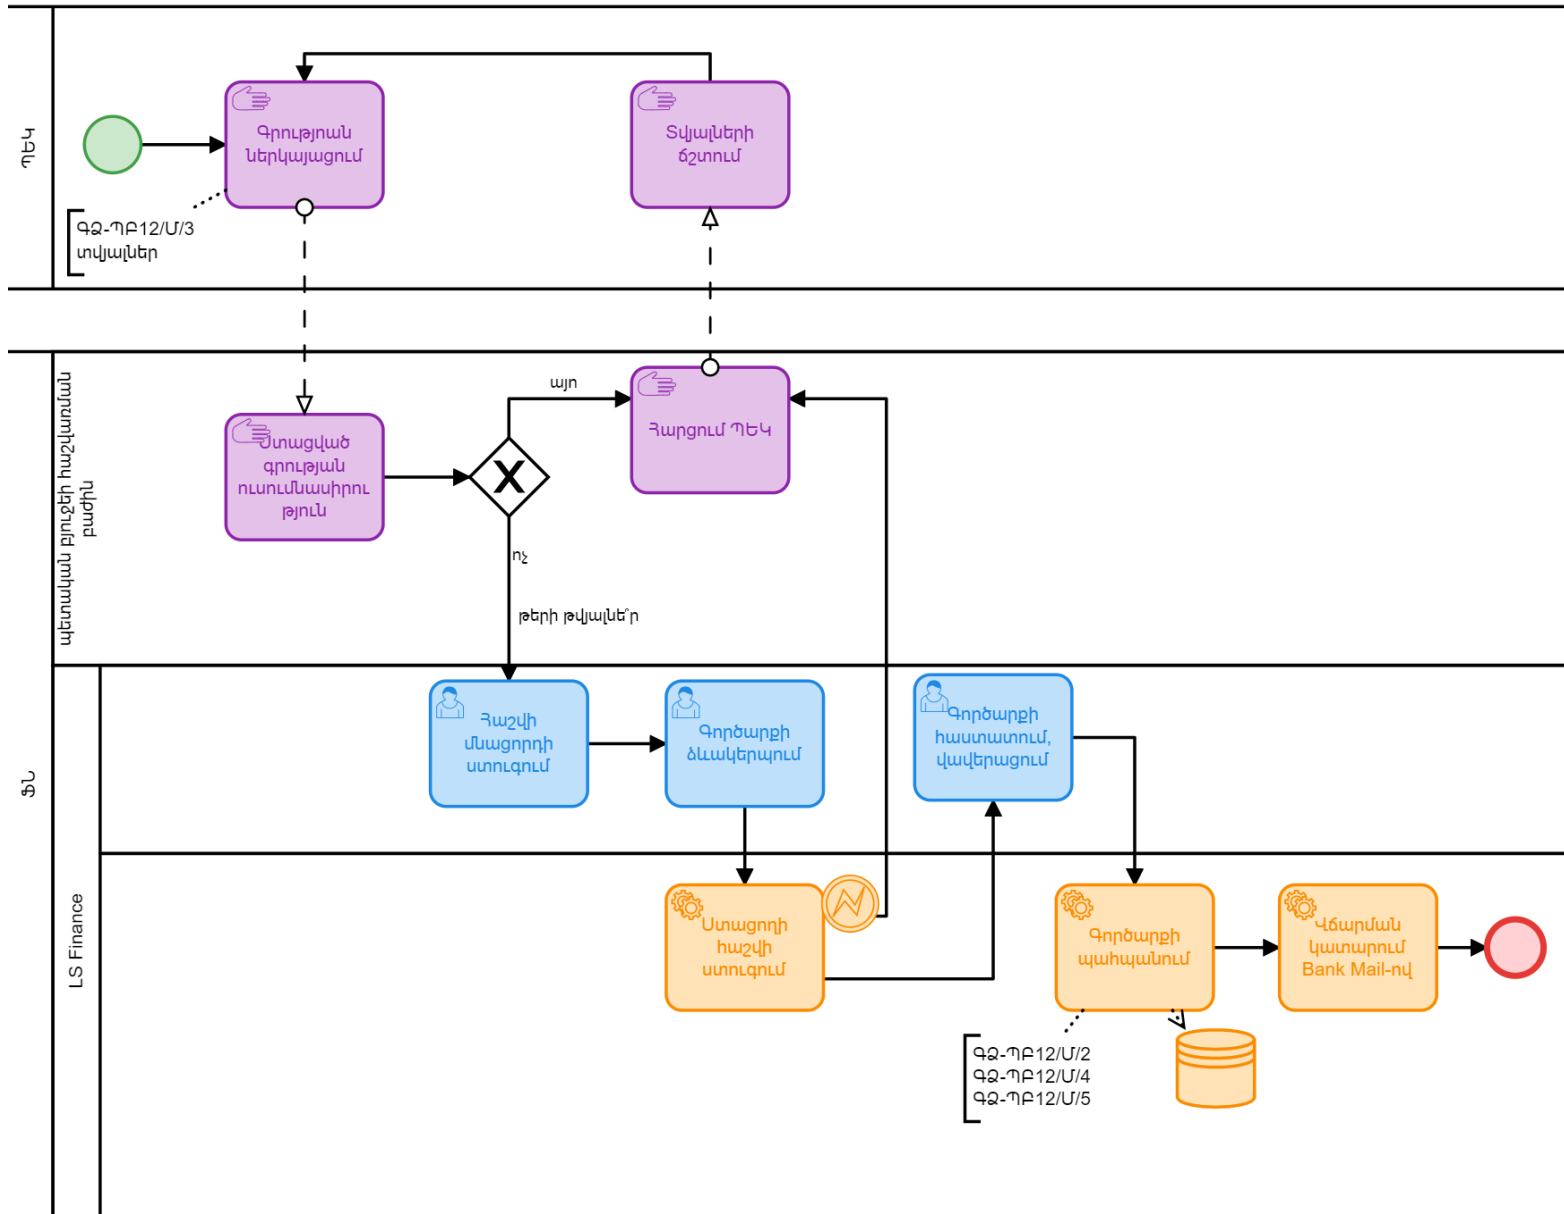 ՊԵԿ
Գրությոան
ներկայացում
Տվյալների
ճշտում
ԳՁ-ՊԲ12/Մ/3
տվյալներ
ՖՆ
պետական բյուջեի հաշվառման
բաժին
Ստացված
գրության
ուսումնասիրու
թյուն
այո
Հարցում ՊԵԿ
ոչ
թերի թվյալնե՞ր
LS Finance
Հաշվի
մնացորդի
ստուգում
Գործարքի
ձևակերպում
Գործարքի
հաստատում,
վավերացում
Ստացողի
հաշվի
ստուգում
Գործարքի
պահպանում
Վճարման
կատարում
Bank Mail-ով
ԳՁ-ՊԲ12/Մ/2
ԳՁ-ՊԲ12/Մ/4
ԳՁ-ՊԲ12/Մ/5